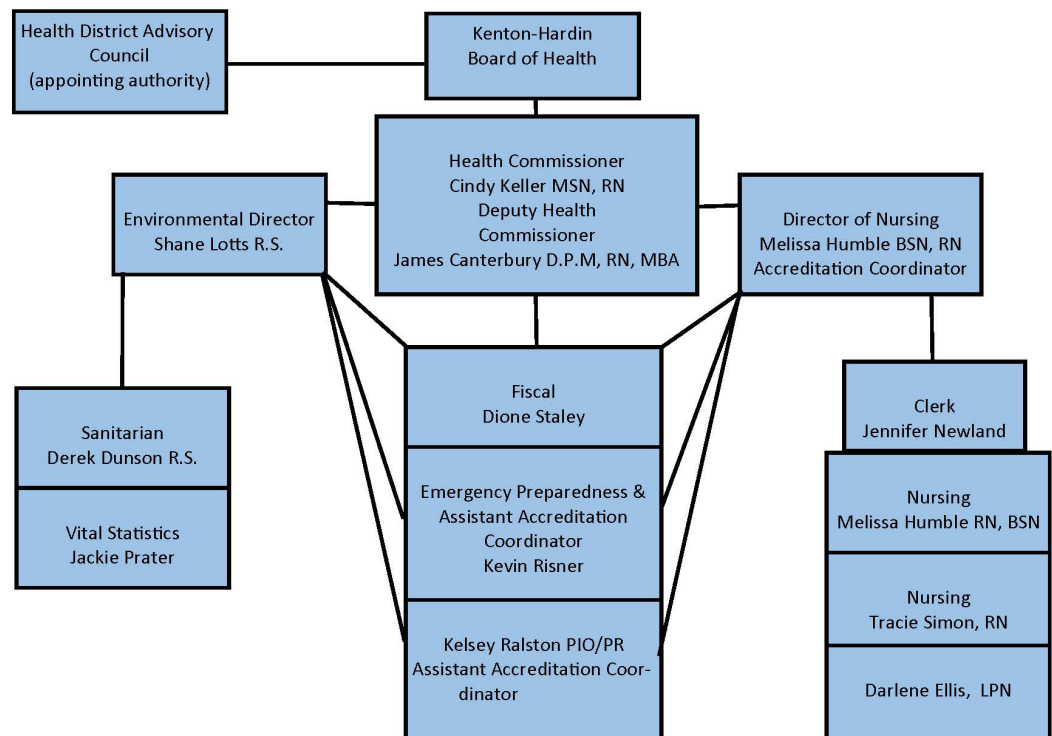 Health District Advisory
Council
(appointing authority)
Kenton-Hardin
Board of Health
Health Commissioner
Cindy Keller MSN, RN
Deputy Health
Commissioner
James Canterbury D.P.M, RN, MBA
Environmental Director
Shane Lotts R.S.
Director of Nursing
Melissa Humble BSN, RN
Accreditation Coordinator
Sanitarian
Derek Dunson R.S.
Vital Statistics
Jackie Prater
Fiscal
Dione Staley
Emergency Preparedness &
Assistant Accreditation
Coordinator
Kevin Risner
Kelsey Ralston PIO/PR
Assistant Accreditation Coor-
dinator
Clerk
Jennifer Newland
Nursing
Melissa Humble RN, BSN
Nursing
Tracie Simon, RN
Darlene Ellis, LPN